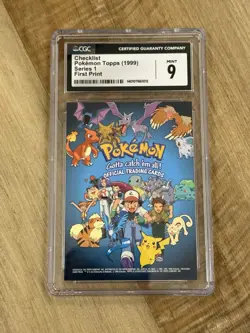 CGC
CERTIFIED GUARANTY COMPANY
Checklist
Pokémon Topps (1999)
Series 1
First Print
MINT
9
POKéMON
Gotta catch 'em all!
OFFICIAL TRADING CARDS